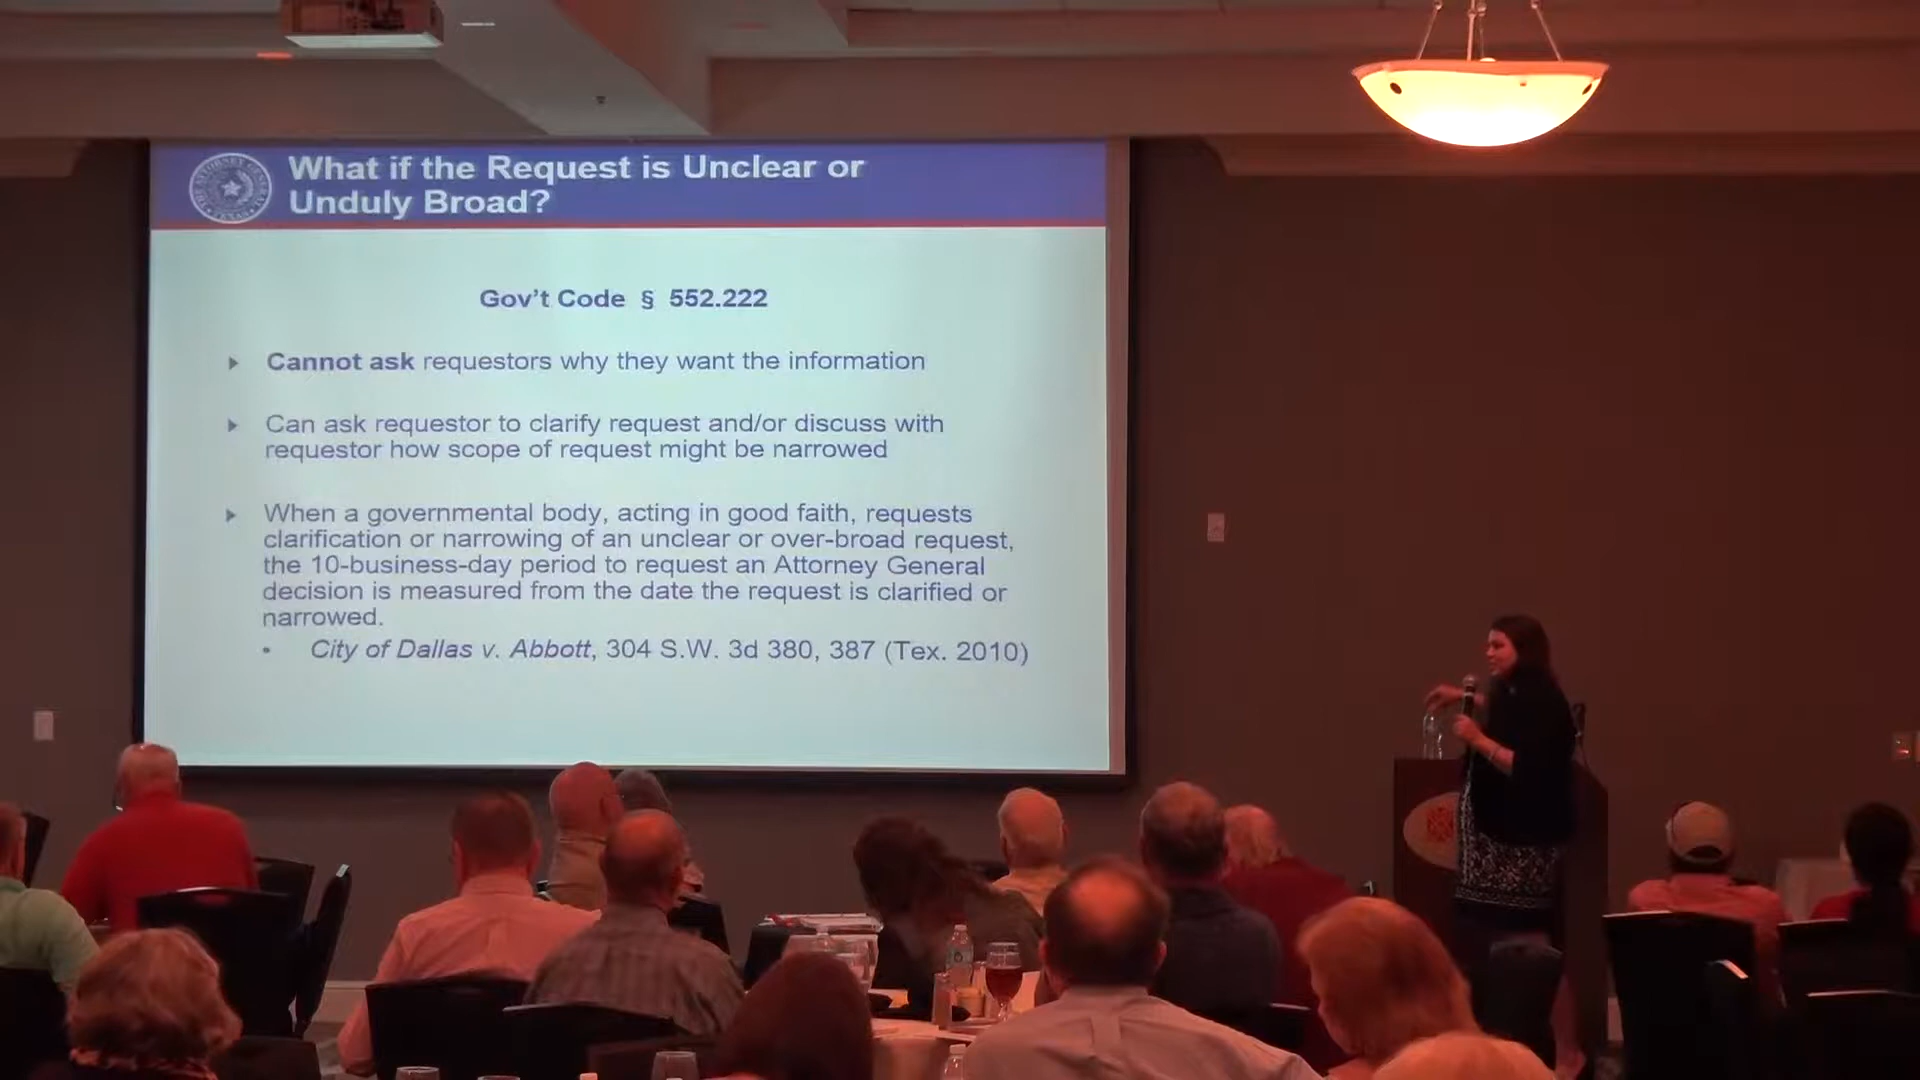 What if the Request is Unclear or
Unduly Broad?
Gov't Code § 552.222
Cannot ask requestors why they want the information
Can ask requestor to clarify request and/or discuss with
requestor how scope of request might be narrowed
When a governmental body, acting in good faith, requests
clarification or narrowing of an unclear or over-broad request,
the 10-business-day period to request an Attorney General
decision is measured from the date the request is clarified or
narrowed.
• City of Dallas v. Abbott, 304 S.W. 3d 380, 387 (Tex. 2010)